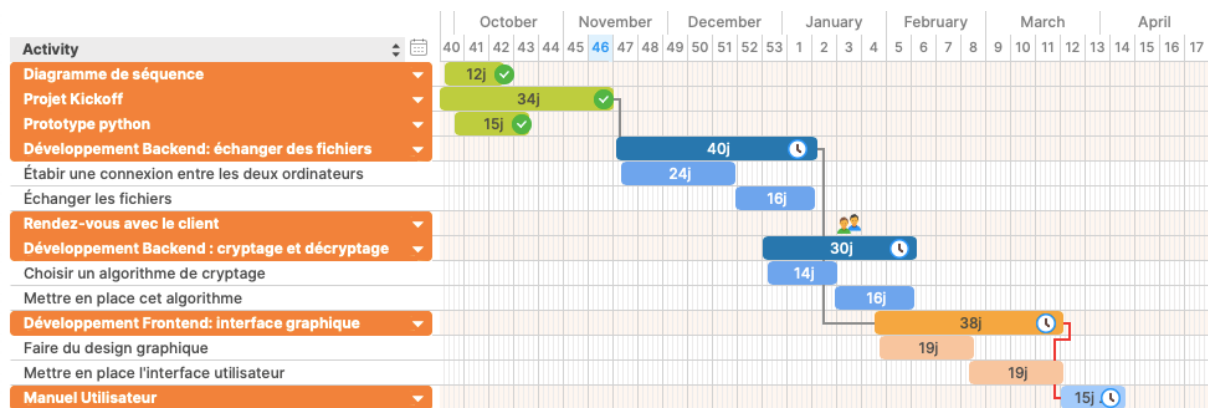 October November December January February March April
Activity 40 41 42 43 44 45 46 47 48 49 50 51 52 53 1 2 3 4 5 6 7 8 9 10 11 12 13 14 15 16 17
Diagramme de séquence 12j
Projet Kickoff 34j
Prototype python 15j
Développement Backend: échanger des fichiers 40j
Étabir une connexion entre les deux ordinateurs 24j
Échanger les fichiers 16j
Rendez-vous avec le client
Développement Backend : cryptage et décryptage 30j
Choisir un algorithme de cryptage 14j
Mettre en place cet algorithme 16j
Développement Frontend: interface graphique 38j
Faire du design graphique 19j
Mettre en place l'interface utilisateur 19j
Manuel Utilisateur 15j